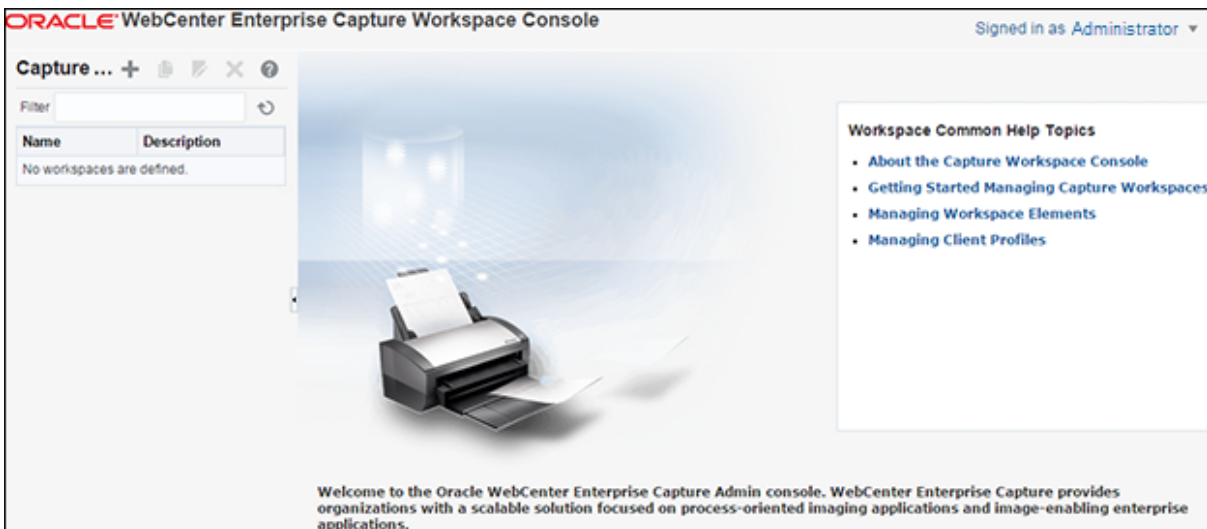 ORACLE® WebCenter Enterprise Capture Workspace Console
Signed in as Administrator
Capture ...
Filter
Name Description
No workspaces are defined.
Workspace Common Help Topics
• About the Capture Workspace Console
• Getting Started Managing Capture Workspaces
• Managing Workspace Elements
• Managing Client Profiles
Welcome to the Oracle WebCenter Enterprise Capture Admin console. WebCenter Enterprise Capture provides
organizations with a scalable solution focused on process-oriented imaging applications and image-enabling enterprise
applications.